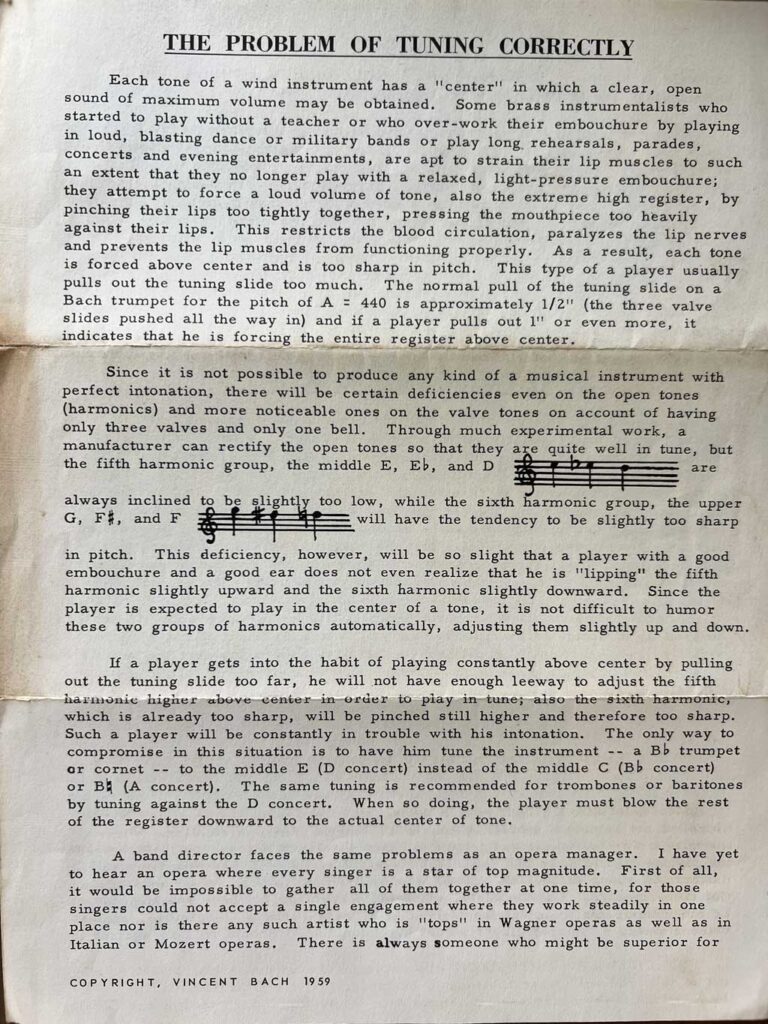 THE PROBLEM OF TUNING CORRECTLY
Each tone of a wind instrument has a "center" in which a clear, open
sound of maximum volume may be obtained. Some brass instrumentalists who
started to play without a teacher or who over-work their embouchure by playing
in loud, blasting dance or military bands or play long rehearsals, parades,
concerts and evening entertainments, are apt to strain their lip muscles to such
an extent that they no longer play with a relaxed, light-pressure embouchure;
they attempt to force a loud volume of tone, also the extreme high register, by
pinching their lips too tightly together, pressing the mouthpiece too heavily
against their lips. This restricts the blood circulation, paralyzes the lip nerves
and prevents the lip muscles from functioning properly. As a result, each tone
is forced above center and is too sharp in pitch. This type of a player usually
pulls out the tuning slide too much. The normal pull of the tuning slide on a
Bach trumpet for the pitch of A = 440 is approximately 1/2" (the three valve
slides pushed all the way in) and if a player pulls out 1" or even more, it
indicates that he is forcing the entire register above center.
Since it is not possible to produce any kind of a musical instrument with
perfect intonation, there will be certain deficiencies even on the open tones
(harmonics) and more noticeable ones on the valve tones on account of having
only three valves and only one bell. Through much experimental work, a
manufacturer can rectify the open tones so that they are quite well in tune, but
the fifth harmonic group, the middle E, E♭, and D are
always inclined to be slightly too low, while the sixth harmonic group, the upper
G, F♯, and F will have the tendency to be slightly too sharp
in pitch. This deficiency, however, will be so slight that a player with a good
embouchure and a good ear does not even realize that he is "lipping" the fifth
harmonic slightly upward and the sixth harmonic slightly downward. Since the
player is expected to play in the center of a tone, it is not difficult to humor
these two groups of harmonics automatically, adjusting them slightly up and down.
If a player gets into the habit of playing constantly above center by pulling
out the tuning slide too far, he will not have enough leeway to adjust the fifth
harmonic higher above center in order to play in tune; also the sixth harmonic,
which is already too sharp, will be pinched still higher and therefore too sharp.
Such a player will be constantly in trouble with his intonation. The only way to
compromise in this situation is to have him tune the instrument -- a B♭ trumpet
or cornet -- to the middle E (D concert) instead of the middle C (B♭ concert)
or B♮ (A concert). The same tuning is recommended for trombones or baritones
by tuning against the D concert. When so doing, the player must blow the rest
of the register downward to the actual center of tone.
A band director faces the same problems as an opera manager. I have yet
to hear an opera where every singer is a star of top magnitude. First of all,
it would be impossible to gather all of them together at one time, for those
singers could not accept a single engagement where they work steadily in one
place nor is there any such artist who is "tops" in Wagner operas as well as in
Italian or Mozert operas. There is always someone who might be superior for
COPYRIGHT, VINCENT BACH 1959